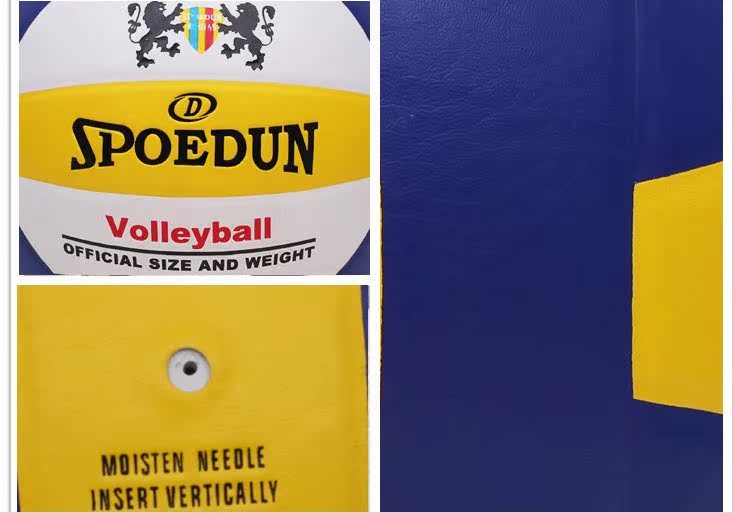 D
SPOEDUN
Volleyball
OFFICIAL SIZE AND WEIGHT
MOISTEN NEEDLE
INSERT VERTICALLY